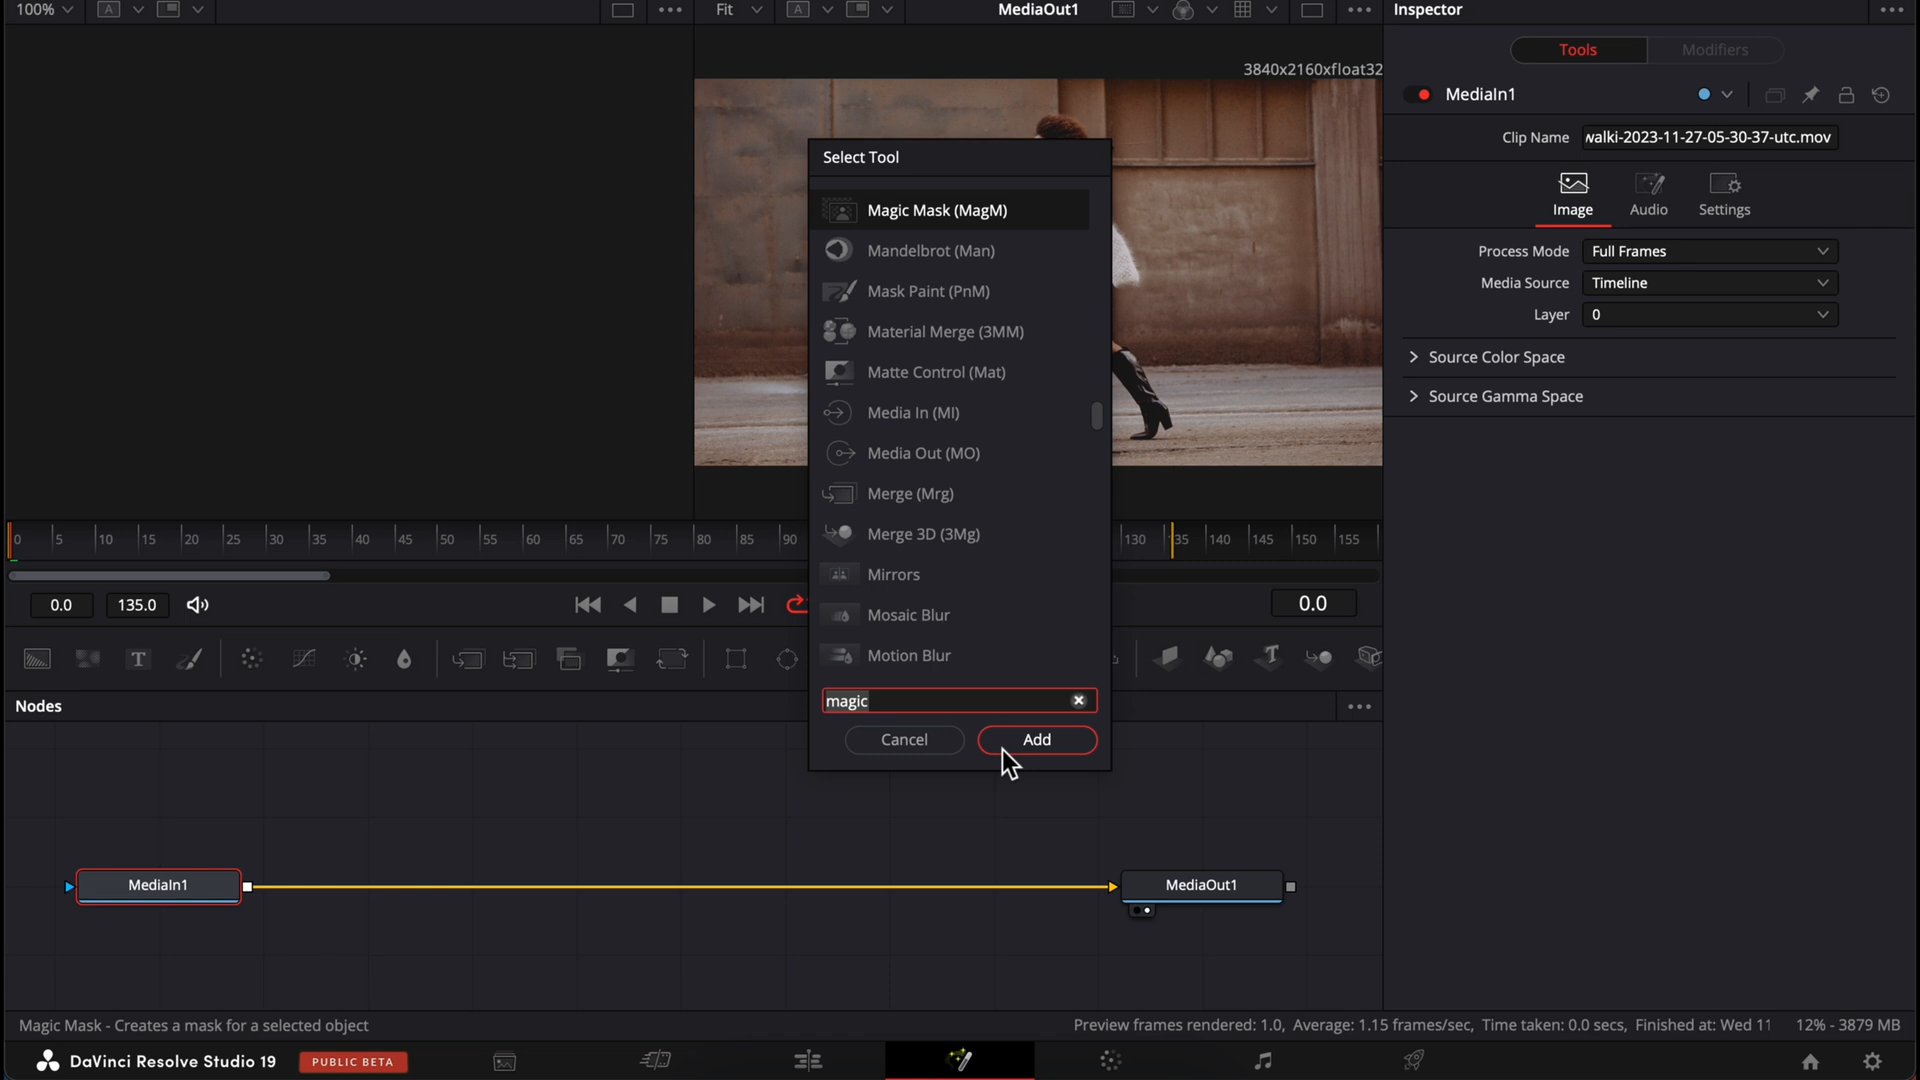 100%
A
Fit
A
MediaOut1
Inspector
Tools
Modifiers
3840x2160xfloat32
MediaIn1
Clip Name
walki-2023-11-27-05-30-37-utc.mov
Image
Audio
Settings
Process Mode
Full Frames
Media Source
Timeline
Layer
0
Source Color Space
Source Gamma Space
Select Tool
Magic Mask (MagM)
Mandelbrot (Man)
Mask Paint (PnM)
Material Merge (3MM)
Matte Control (Mat)
Media In (MI)
Media Out (MO)
Merge (Mrg)
Merge 3D (3Mg)
Mirrors
Mosaic Blur
Motion Blur
magic
Cancel
Add
0 5 10 15 20 25 30 35 40 45 50 55 60 65 70 75 80 85 90 130 135 140 145 150 155
0.0
135.0
0.0
T
T
Nodes
MediaIn1
MediaOut1
Magic Mask - Creates a mask for a selected object
Preview frames rendered: 1.0, Average: 1.15 frames/sec, Time taken: 0.0 secs, Finished at: Wed 11
12% - 3879 MB
DaVinci Resolve Studio 19
PUBLIC BETA